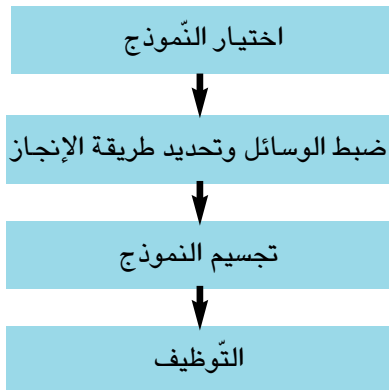 اختيار النّموذج
ضبط الوسائل وتحديد طريقة الإنجاز
تجسيم النموذج
التّوظيف